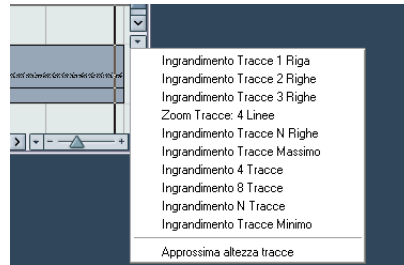 Ingrandimento Tracce 1 Riga
Ingrandimento Tracce 2 Righe
Ingrandimento Tracce 3 Righe
Zoom Tracce: 4 Linee
Ingrandimento Tracce N Righe
Ingrandimento Tracce Massimo
Ingrandimento 4 Tracce
Ingrandimento 8 Tracce
Ingrandimento N Tracce
Ingrandimento Tracce Minimo
Approssima altezza tracce